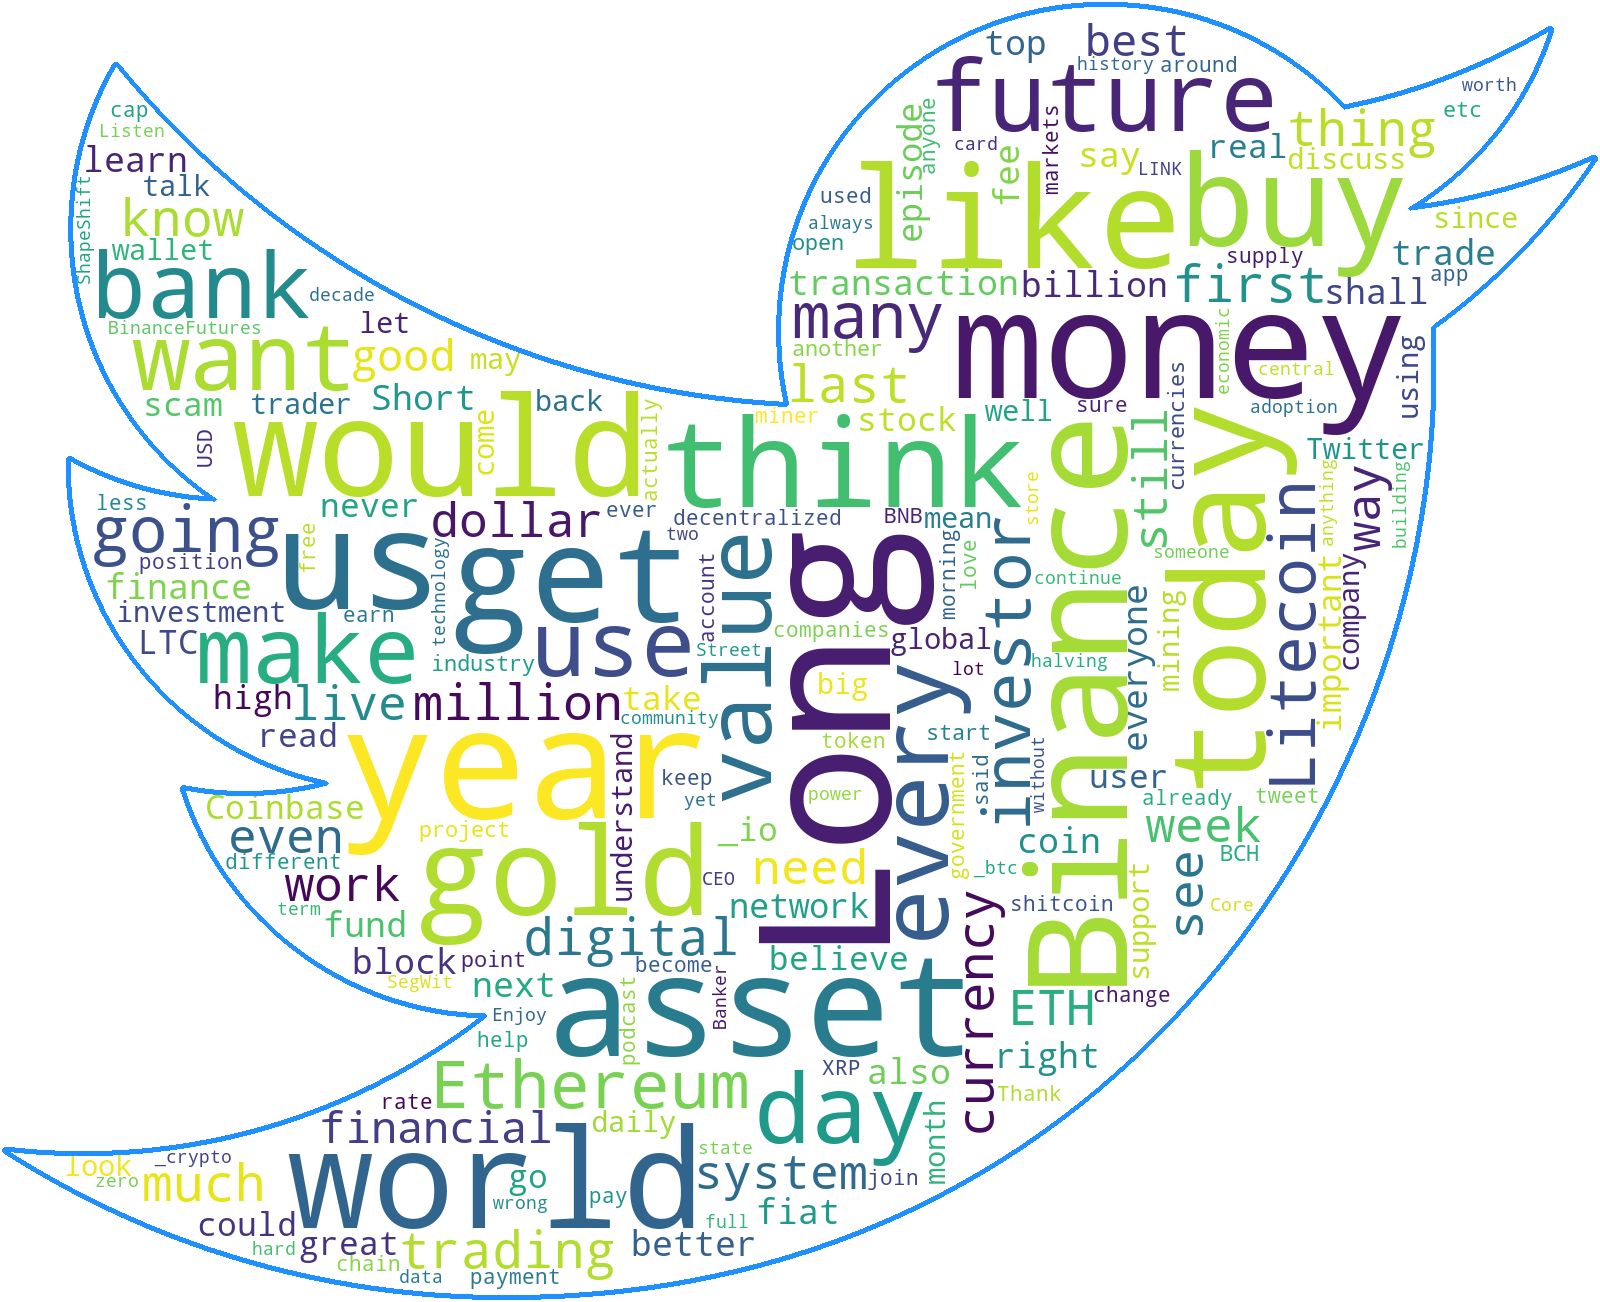 top
best
history
around
future
worth
etc
cap
Listen
learn
talk
know
wallet
bank
ShapeShift
decade
BinanceFutures
let
want
good
may
scam
trader
Short
back
USD
would
come
actually
episode
anyone
card
fee
markets
say
LINK
real
thing
discuss
used
always
open
like
buy
since
supply
trade
app
transaction
billion
first
shall
many
money
another
economic
central
using
last
miner
stock
well
sure
currencies
adoption
think
still
Twitter
less
going
never
dollar
ever
decentralized
two
BNB
mean
store
position
free
us
get
technology
finance
investment
earn
LTC
make
use
account
value
Long
morning
love
continue
someone
today
Binance
Litecoin
important
anything
way
building
company
companies
global
Street
industry
high
live
million
take
community
big
lot
halving
everyone
mining
investor
read
year
understand
keep
yet
token
power
start
every
government
said
without
user
already
tweet
Coinbase
even
different
project
_io
gold
CEO
need
coin
_btc
week
BCH
work
term
fund
network
shitcoin
see
Core
support
block
point
digital
become
believe
currency
SegWit
next
Enjoy
help
podcast
Banker
asset
ETH
change
right
Ethereum
XRP
also
Thank
rate
financial
daily
day
month
state
look
_crypto
zero
much
world
go
wrong
pay
system
join
could
full
fiat
hard
great
trading
better
chain
data
payment